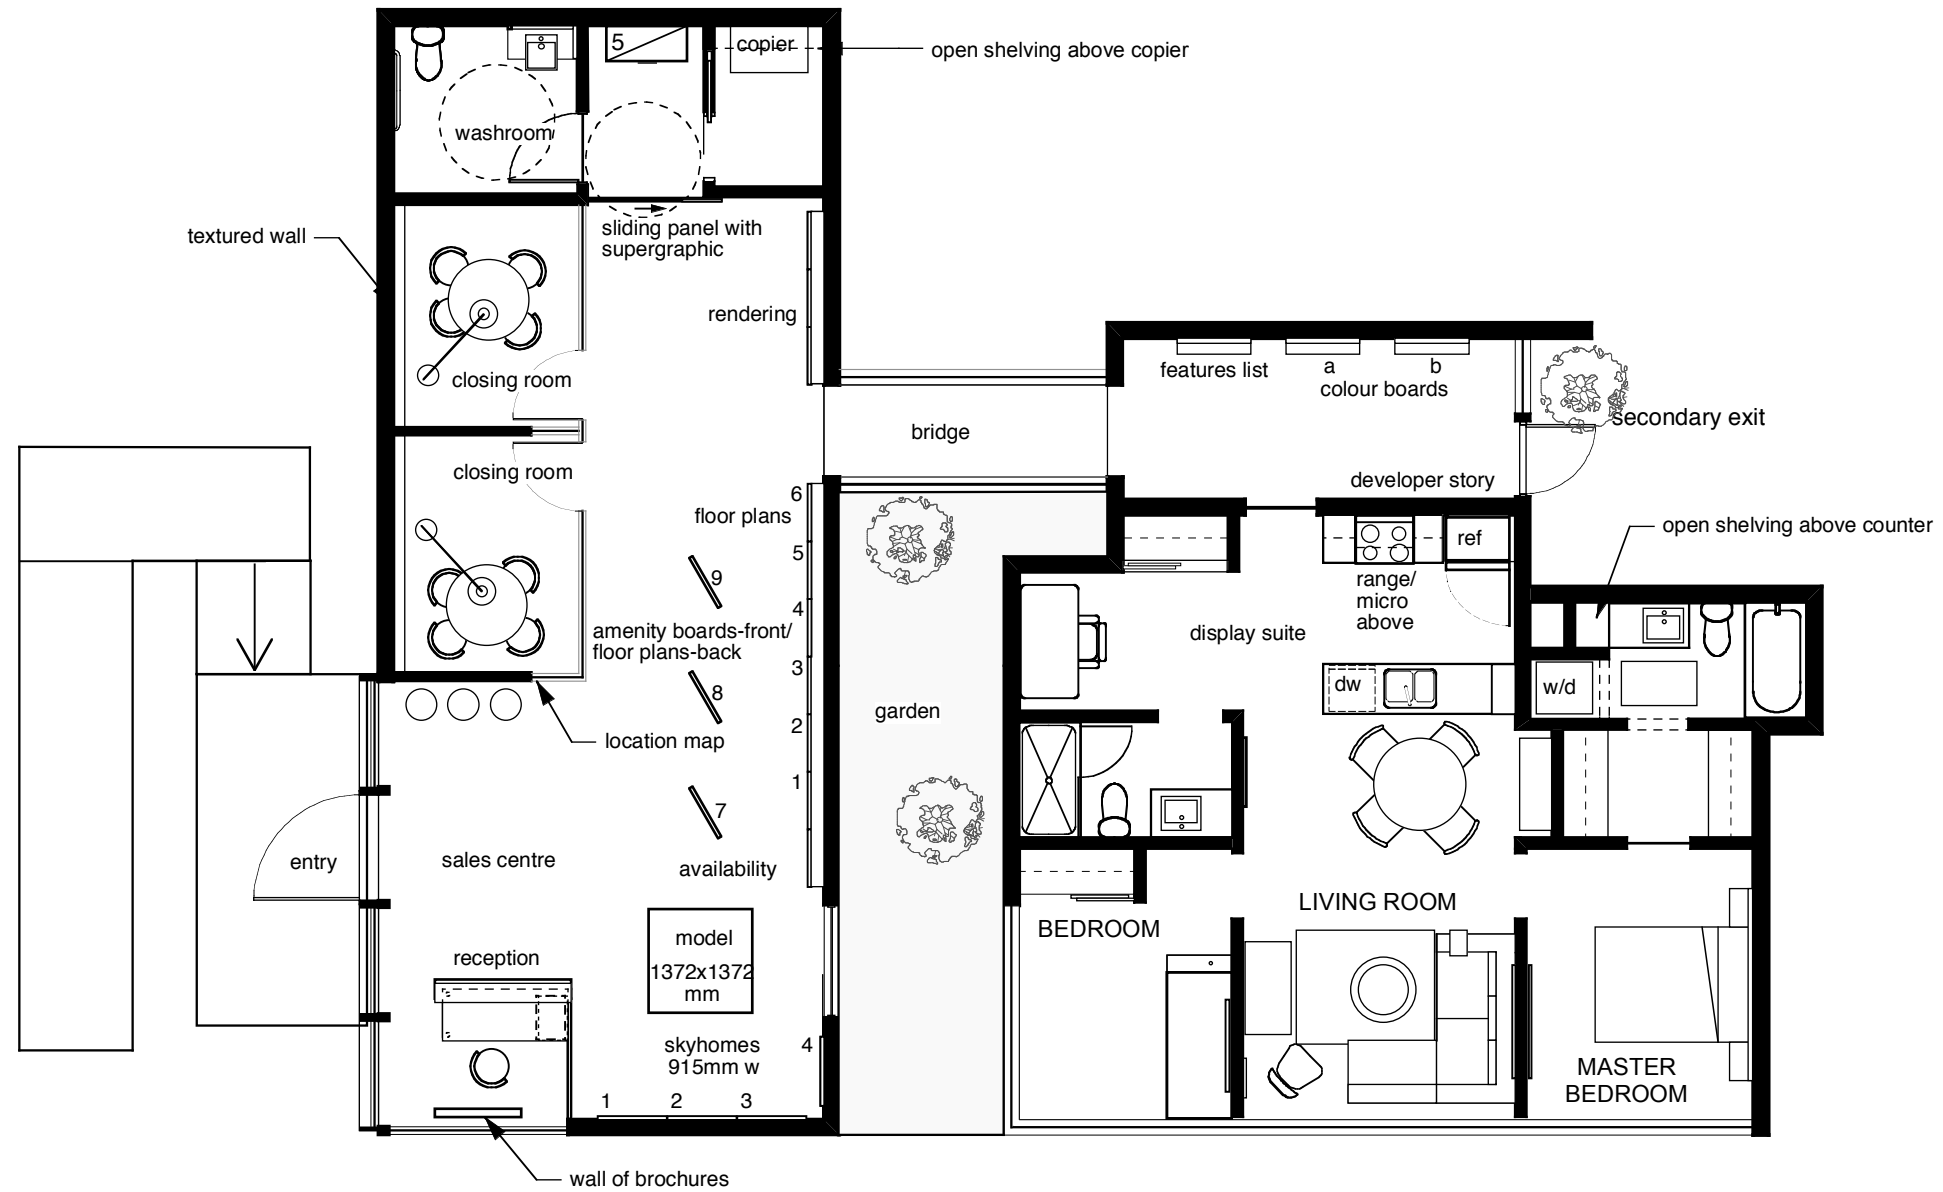 5
copier
open shelving above copier
washroom
sliding panel with
supergraphic
textured wall
rendering
closing room
closing room
features list
a
b
colour boards
secondary exit
bridge
developer story
6
floor plans
5
9
4
amenity boards-front/
floor plans-back
3
8
2
location map
1
7
open shelving above counter
ref
range/
micro
above
display suite
dw
w/d
garden
entry
sales centre
availability
reception
model
1372x1372
mm
skyhomes
915mm w
4
1
2
3
wall of brochures
BEDROOM
LIVING ROOM
MASTER
BEDROOM